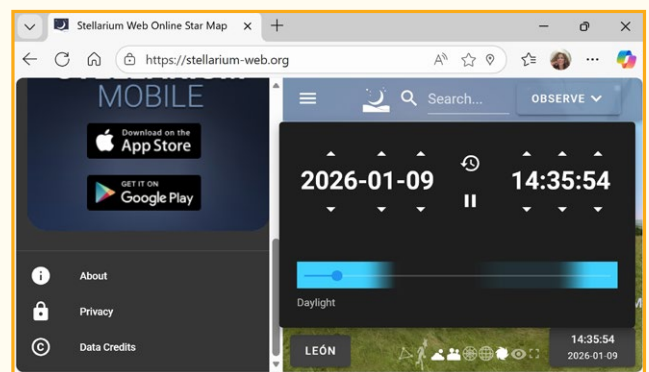 Stellarium Web Online Star Map
https://stellarium-web.org
MOBILE
Download on the
App Store
GET IT ON
Google Play
About
Privacy
Data Credits
Search...
OBSERVE
2026-01-09
14:35:54
Daylight
LEÓN
14:35:54
2026-01-09